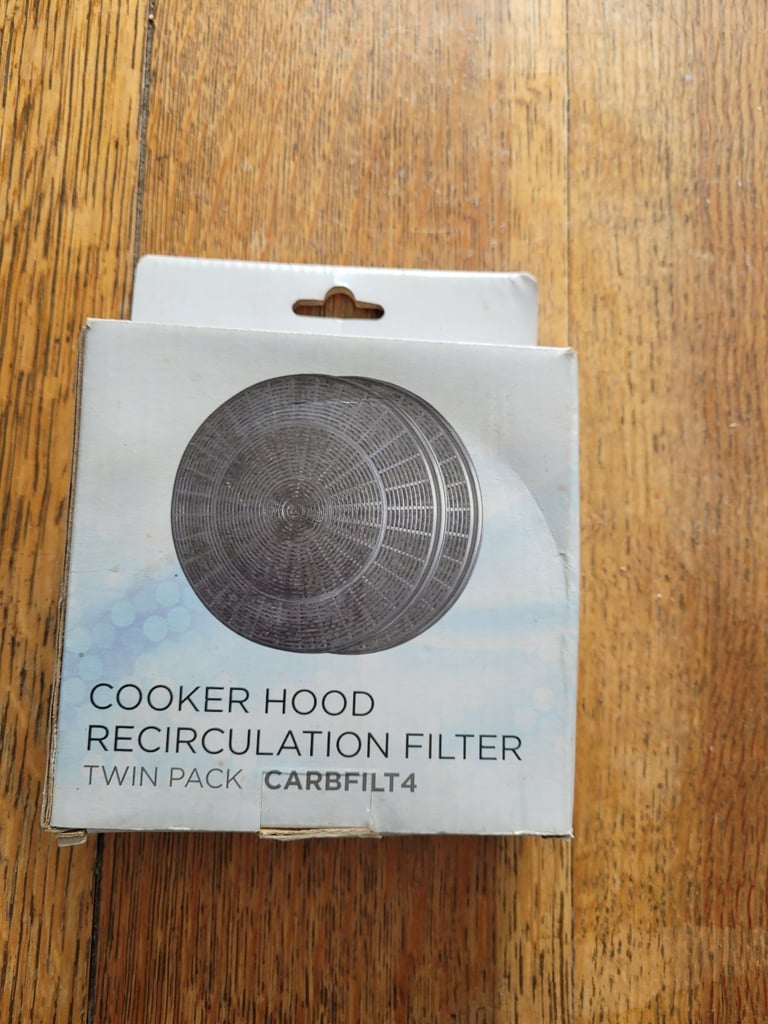 COOKER HOOD
RECIRCULATION FILTER
TWIN PACK CARBFILT4